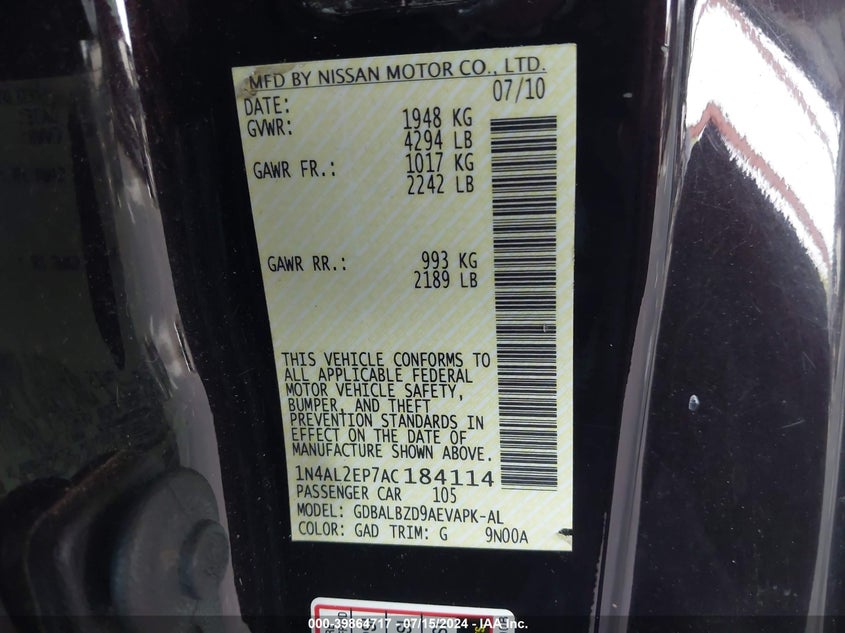 MFD BY NISSAN MOTOR CO., LTD.
DATE: 07/10
GVWR: 1948 KG
4294 LB
GAWR FR.: 1017 KG
2242 LB
GAWR RR.: 993 KG
2189 LB
THIS VEHICLE CONFORMS TO
ALL APPLICABLE FEDERAL
MOTOR VEHICLE SAFETY,
BUMPER, AND THEFT
PREVENTION STANDARDS IN
EFFECT ON THE DATE OF
MANUFACTURE SHOWN ABOVE.
1N4AL2EP7AC184114
PASSENGER CAR 105
MODEL: GDBALBZD9AEVAPK-AL
COLOR: GAD TRIM: G 9N00A
000-39864717 - 07/15/2024 - IAA Inc.